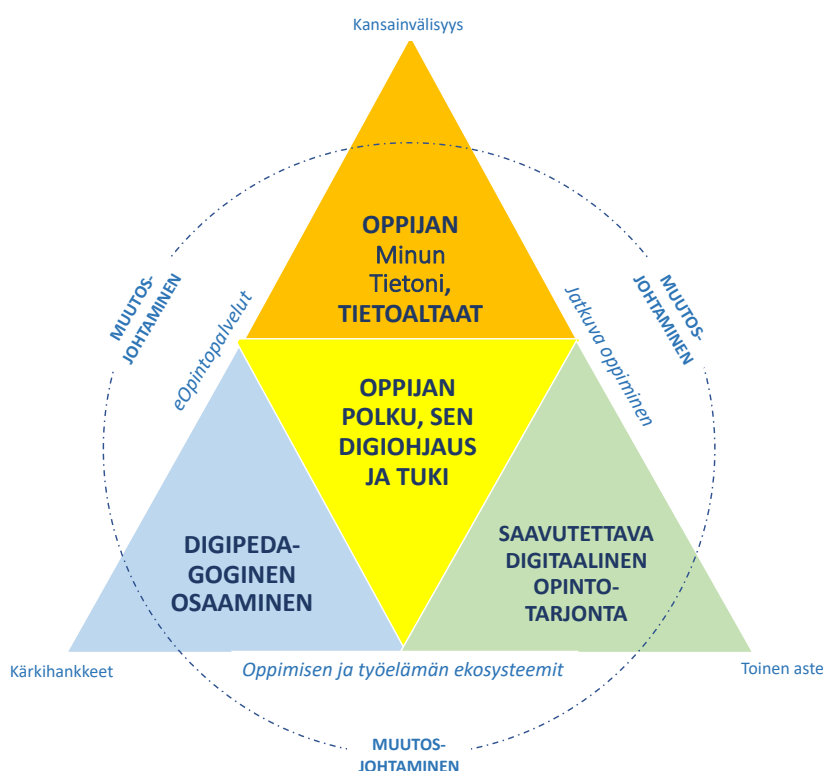 Kansainvälisyys
OPPIJAN
Minun
Tietoni,
TIETOALTAAT
MUUTOS-
JOHTAMINEN
eOpintopalvelut
Jatkuva oppiminen
MUUTOS-
JOHTAMINEN
OPPIJAN
POLKU, SEN
DIGIOHJAUS
JA TUKI
DIGIPEDA-
GOGINEN
OSAAMINEN
SAAVUTETTAVA
DIGITAALINEN
OPINTO-
TARJONTA
Kärkihankkeet
Oppimisen ja työelämän ekosysteemit
Toinen aste
MUUTOS-
JOHTAMINEN